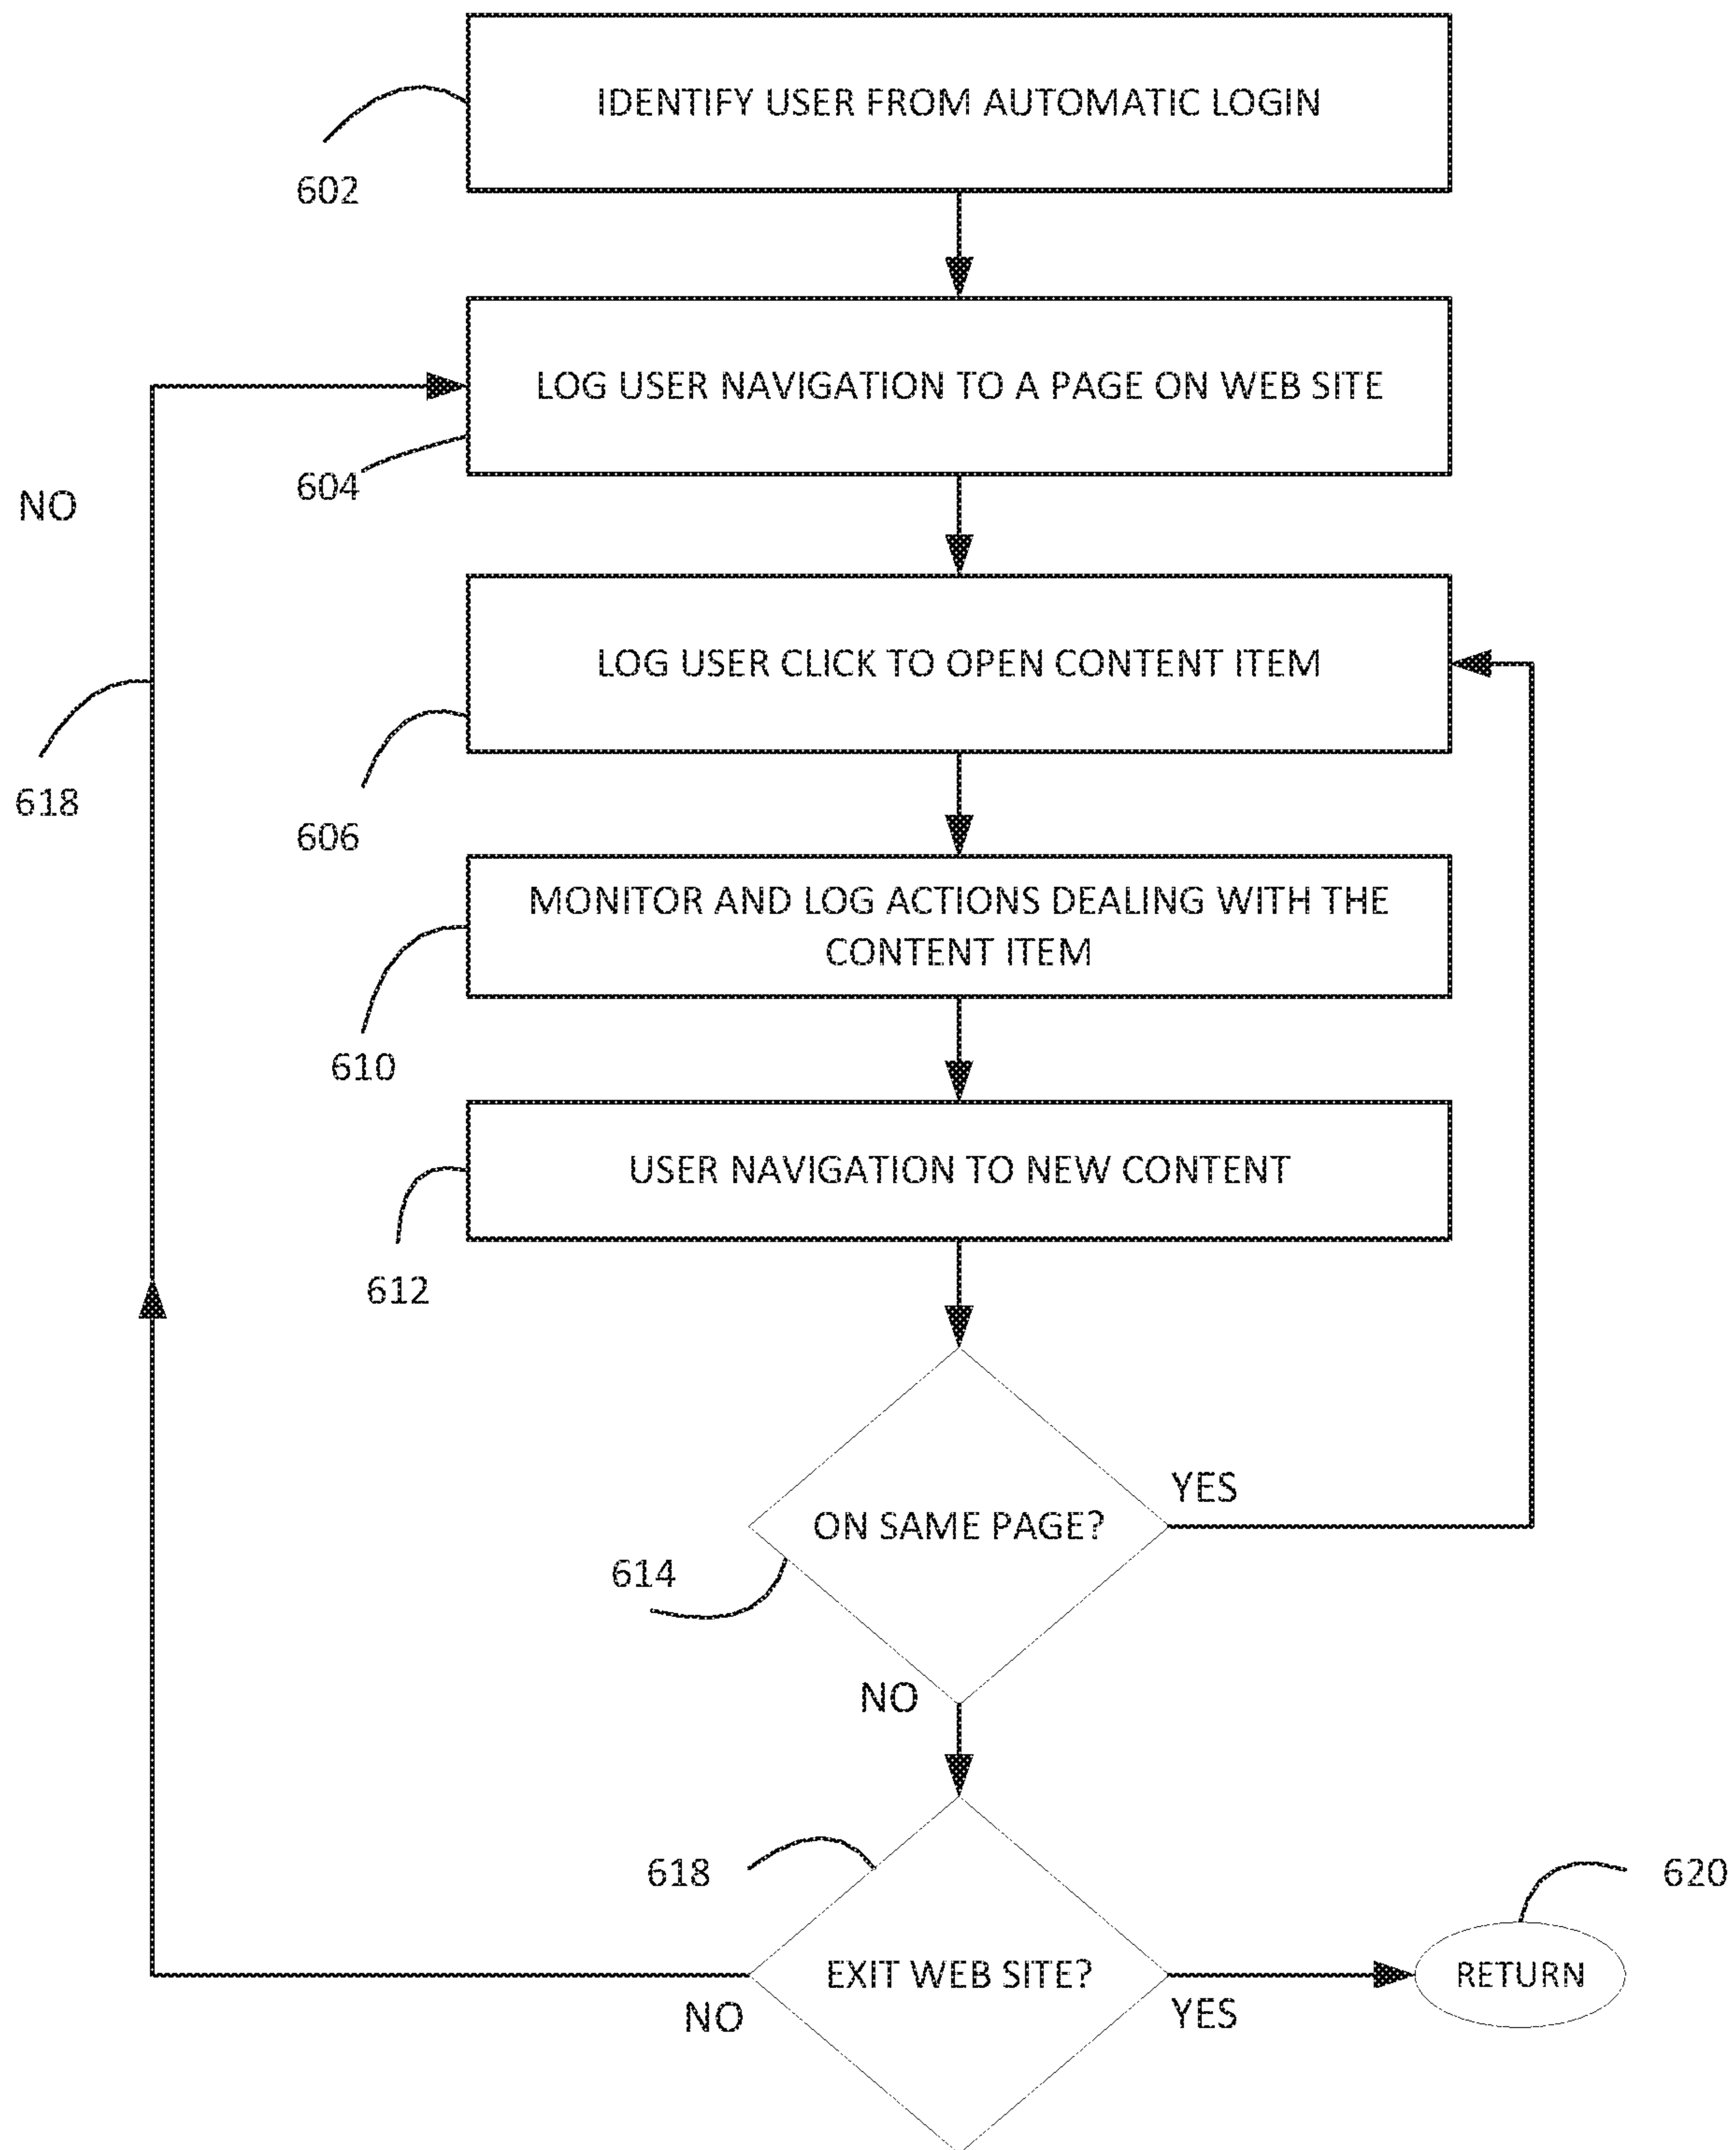 IDENTIFY USER FROM AUTOMATIC LOGIN
602
LOG USER NAVIGATION TO A PAGE ON WEB SITE
604
NO
LOG USER CLICK TO OPEN CONTENT ITEM
618
606
MONITOR AND LOG ACTIONS DEALING WITH THE
CONTENT ITEM
610
USER NAVIGATION TO NEW CONTENT
612
YES
ON SAME PAGE?
614
NO
618
620
EXIT WEB SITE?
RETURN
NO
YES